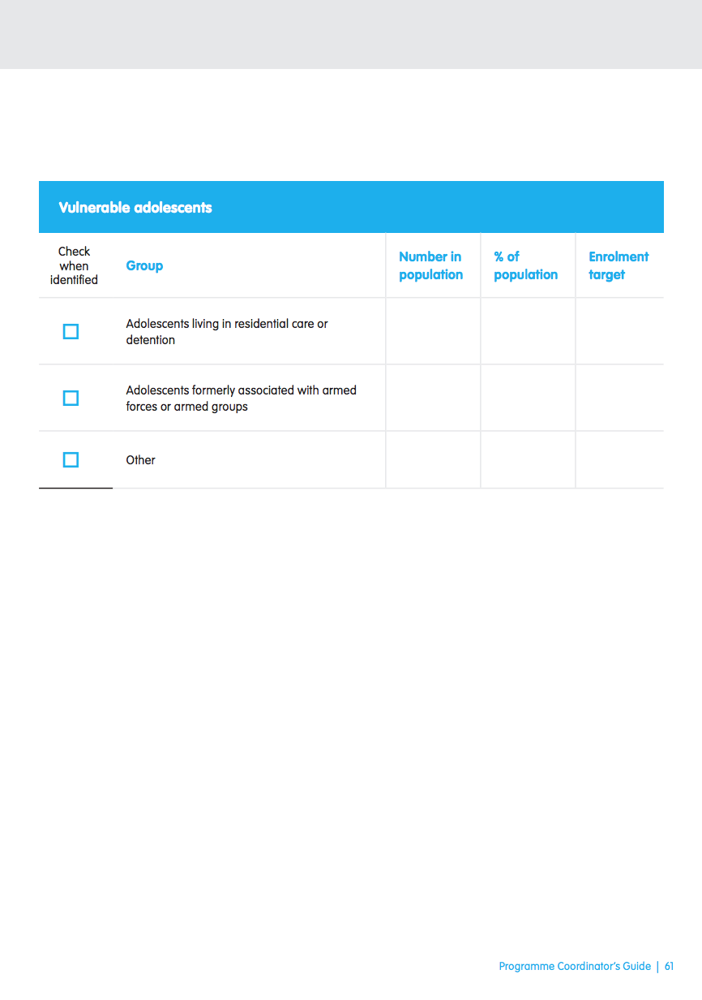 Vulnerable adolescents
Check
when
identified
Group
Number in
population
% of
population
Enrolment
target
Adolescents living in residential care or
detention
Adolescents formerly associated with armed
forces or armed groups
Other
Programme Coordinator’s Guide | 61